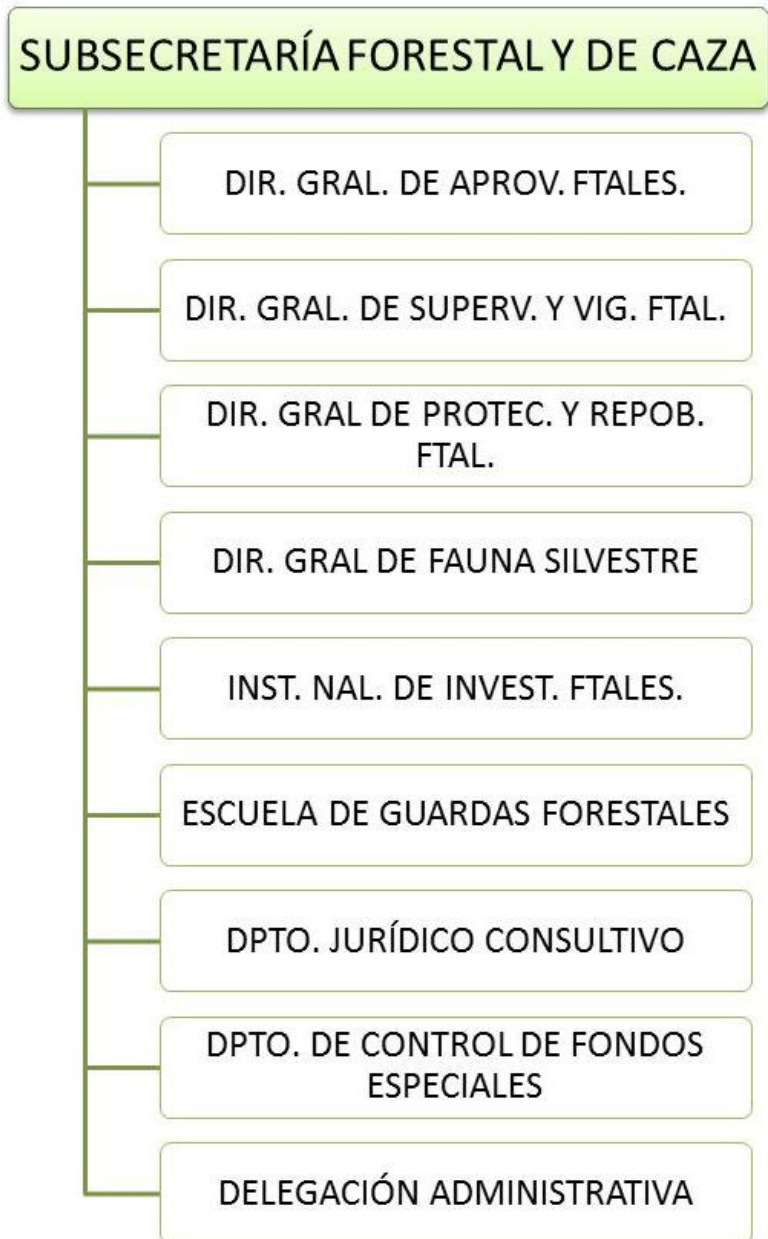 SUBSECRETARÍA FORESTAL Y DE CAZA
DIR. GRAL. DE APROV. FTALES.
DIR. GRAL. DE SUPERV. Y VIG. FTAL.
DIR. GRAL DE PROTEC. Y REPOB.
FTAL.
DIR. GRAL DE FAUNA SILVESTRE
INST. NAL. DE INVEST. FTALES.
ESCUELA DE GUARDAS FORESTALES
DPTO. JURÍDICO CONSULTIVO
DPTO. DE CONTROL DE FONDOS
ESPECIALES
DELEGACIÓN ADMINISTRATIVA